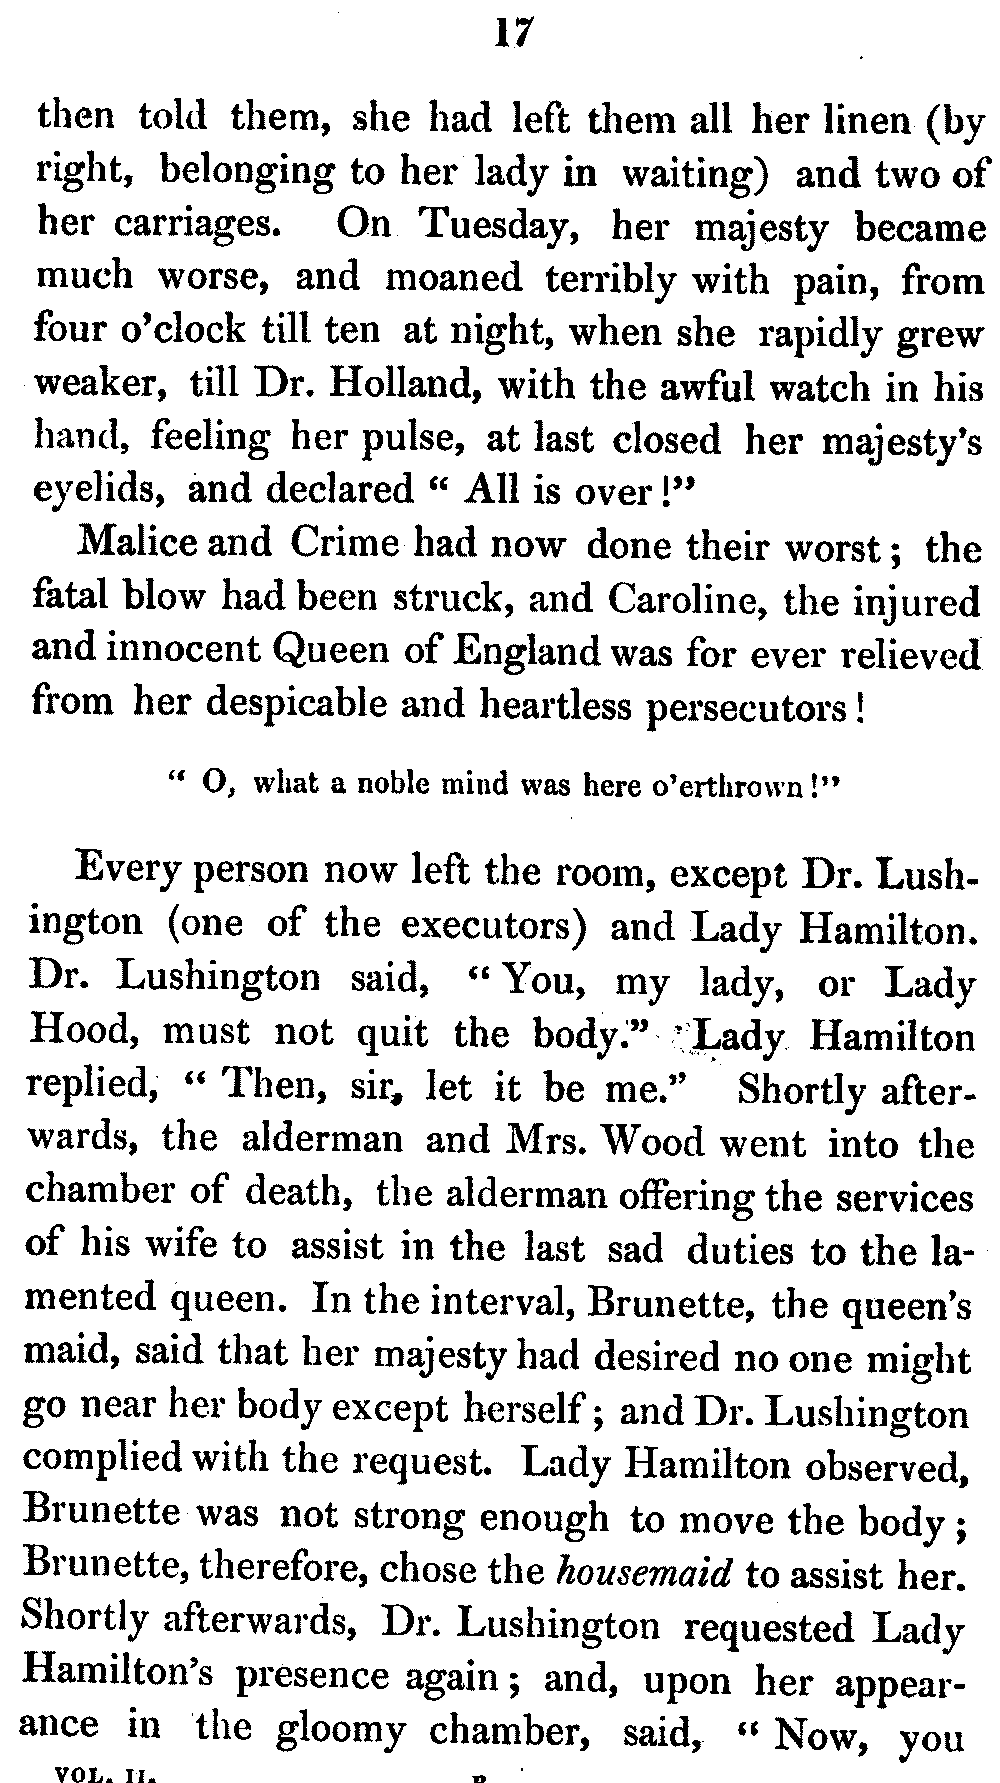 17
then told them, she had left them all her linen (by
right, belonging to her lady in waiting) and two of
her carriages. On Tuesday, her majesty became
much worse, and moaned terribly with pain, from
four o'clock till ten at night, when she rapidly grew
weaker, till Dr. Holland, with the awful watch in his
hand, feeling her pulse, at last closed her majesty's
eyelids, and declared “ All is over !”
Malice and Crime had now done their worst ; the
fatal blow had been struck, and Caroline, the injured
and innocent Queen of England was for ever relieved
from her despicable and heartless persecutors !
“ O, what a noble mind was here o'erthrown !”
Every person now left the room, except Dr. Lush-
ington (one of the executors) and Lady Hamilton.
Dr. Lushington said, “ You, my lady, or Lady
Hood, must not quit the body.” Lady Hamilton
replied, “ Then, sir, let it be me.” Shortly after-
wards, the alderman and Mrs. Wood went into the
chamber of death, the alderman offering the services
of his wife to assist in the last sad duties to the la-
mented queen. In the interval, Brunette, the queen's
maid, said that her majesty had desired no one might
go near her body except herself ; and Dr. Lushington
complied with the request. Lady Hamilton observed,
Brunette was not strong enough to move the body ;
Brunette, therefore, chose the housemaid to assist her.
Shortly afterwards, Dr. Lushington requested Lady
Hamilton's presence again ; and, upon her appear-
ance in the gloomy chamber, said, “ Now, you
VOL. II.